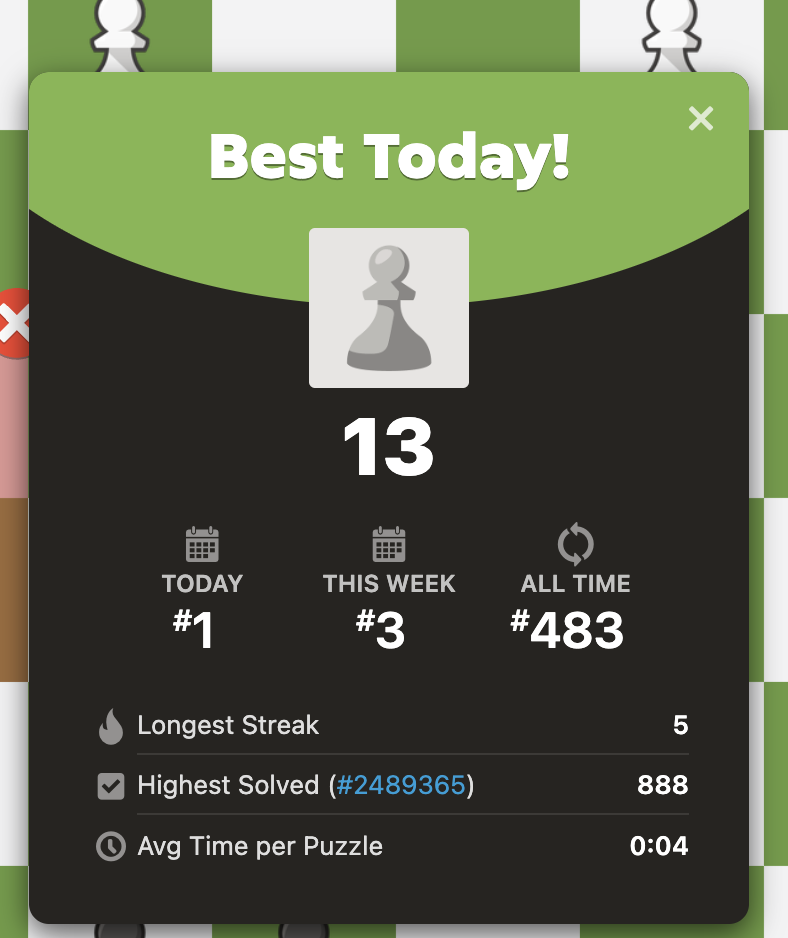 Best Today!
13
TODAY THIS WEEK ALL TIME
#1 #3 #483
Longest Streak 5
Highest Solved (#2489365) 888
Avg Time per Puzzle 0:04